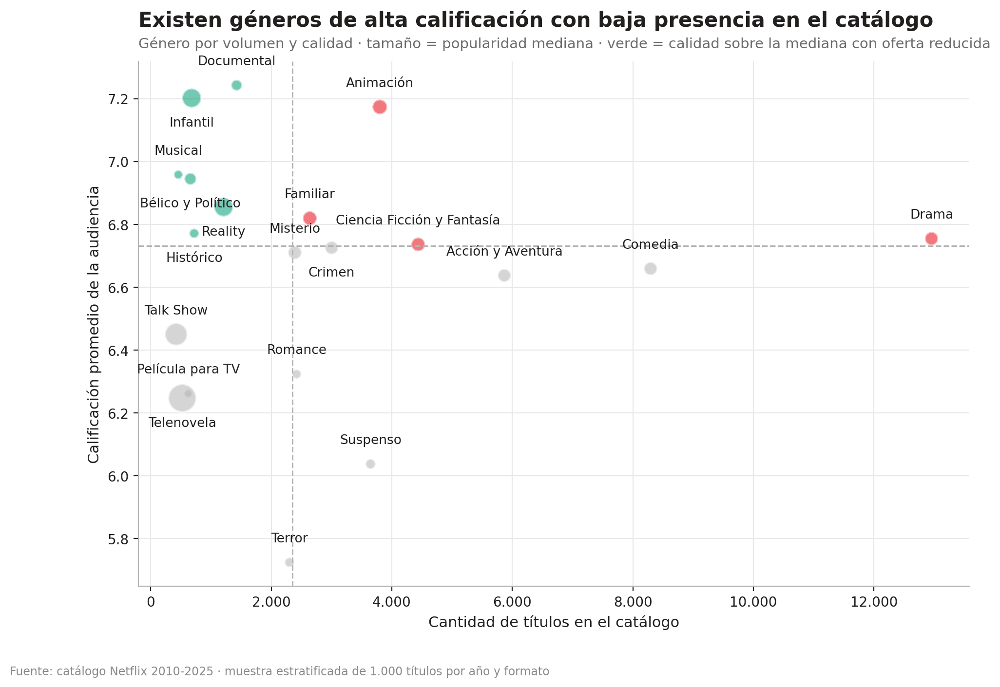 Existen géneros de alta calificación con baja presencia en el catálogo
Género por volumen y calidad · tamaño = popularidad mediana · verde = calidad sobre la mediana con oferta reducida
Documental
Animación
7.2
Infantil
Musical
7.0
Familiar
Bélico y Político
Drama
Ciencia Ficción y Fantasía
6.8
Misterio
Reality
Comedia
Acción y Aventura
Histórico
Crimen
6.6
Talk Show
Romance
6.4
Película para TV
Telenovela
6.2
Suspenso
6.0
Terror
5.8
Calificación promedio de la audiencia
0
2.000
4.000
6.000
8.000
10.000
12.000
Cantidad de títulos en el catálogo
Fuente: catálogo Netflix 2010-2025 · muestra estratificada de 1.000 títulos por año y formato